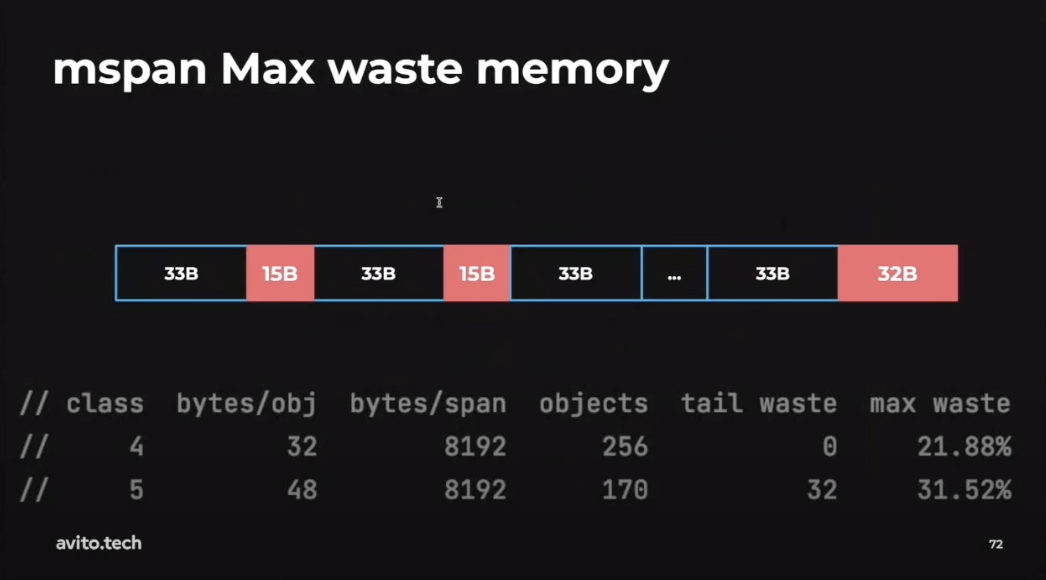 mspan Max waste memory
33B 15B 33B 15B 33B ... 33B 32B
// class bytes/obj bytes/span objects tail waste max waste
// 4 32 8192 256 0 21.88%
// 5 48 8192 170 32 31.52%
avito.tech
72